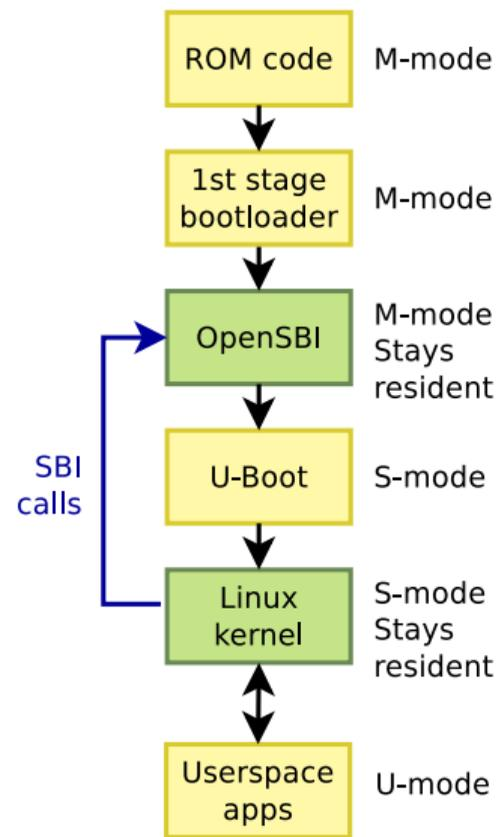 ROM code
M-mode
1st stage
bootloader
M-mode
OpenSBI
M-mode
Stays
resident
SBI
calls
U-Boot
S-mode
Linux
kernel
S-mode
Stays
resident
Userspace
apps
U-mode